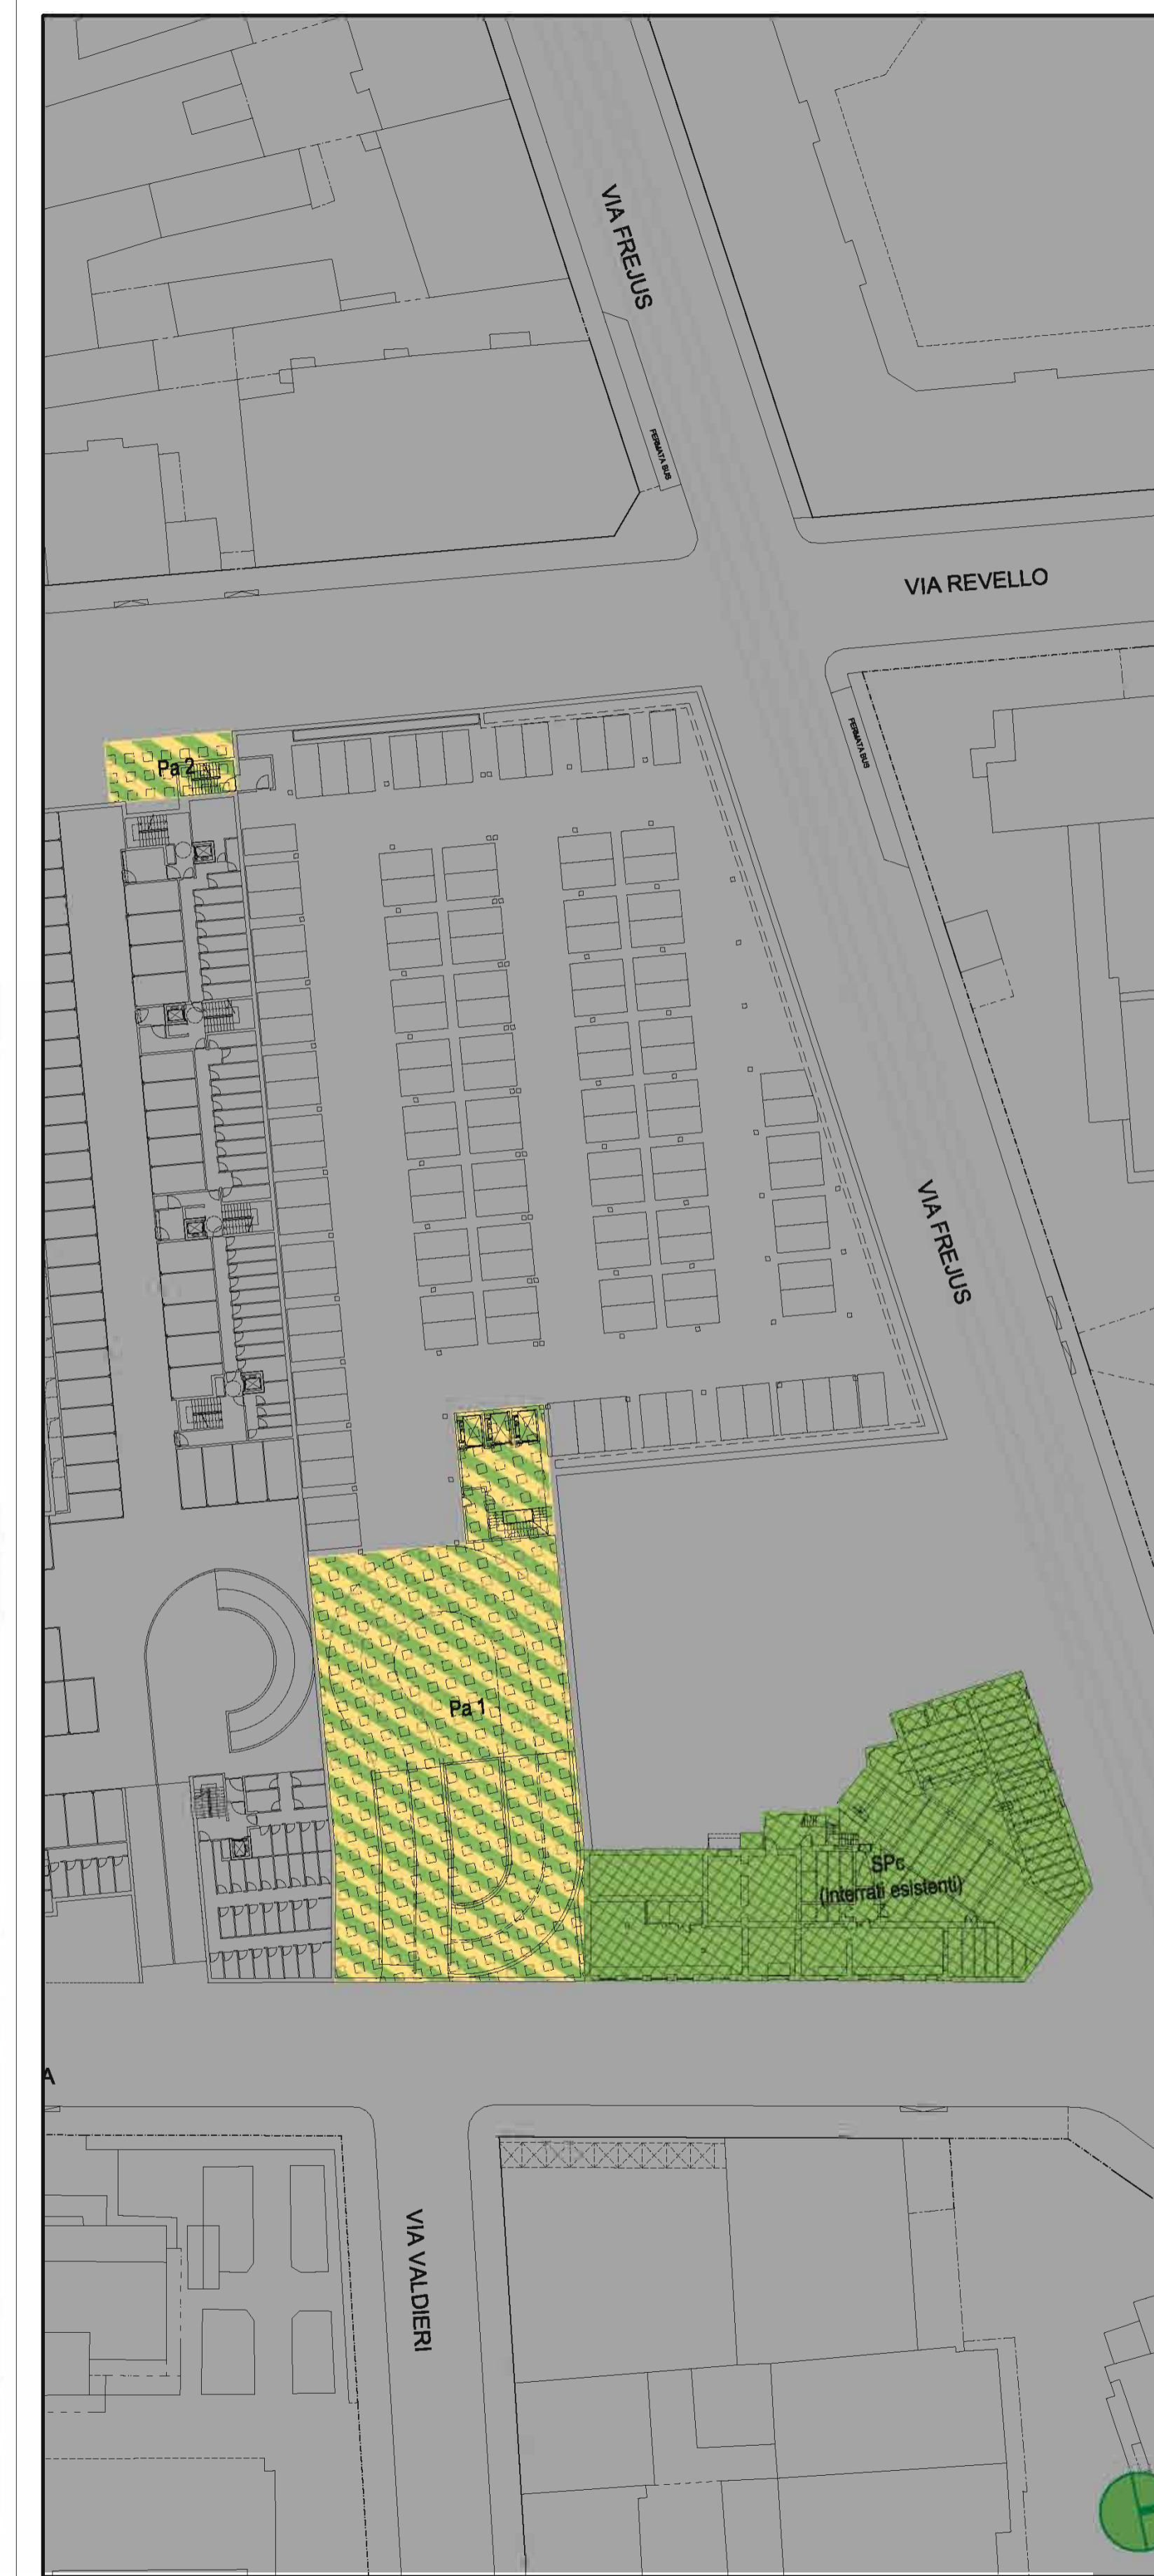 VIA FREJUS
FERMATA BUS
VIA REVELLO
FERMATA BUS
Pa 2
VIA FREJUS
Pa 1
SPc
(Interrati esistenti)
A
VIA VALDIERI